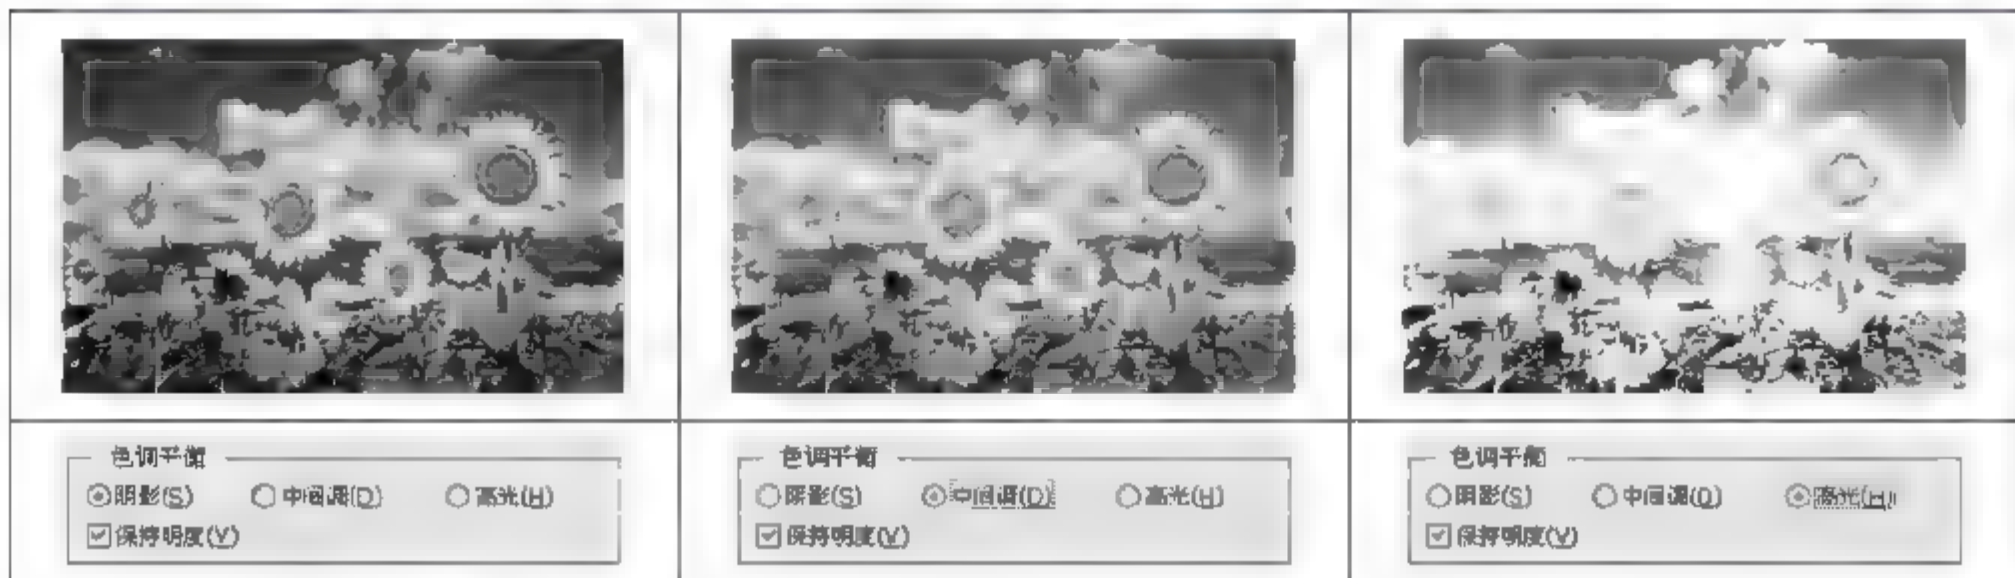 色调平衡
阴影(S) 中间调(D) 高光(H)
保持明度(V)
色调平衡
阴影(S) 中间调(D) 高光(H)
保持明度(V)
色调平衡
阴影(S) 中间调(D) 高光(H)
保持明度(V)